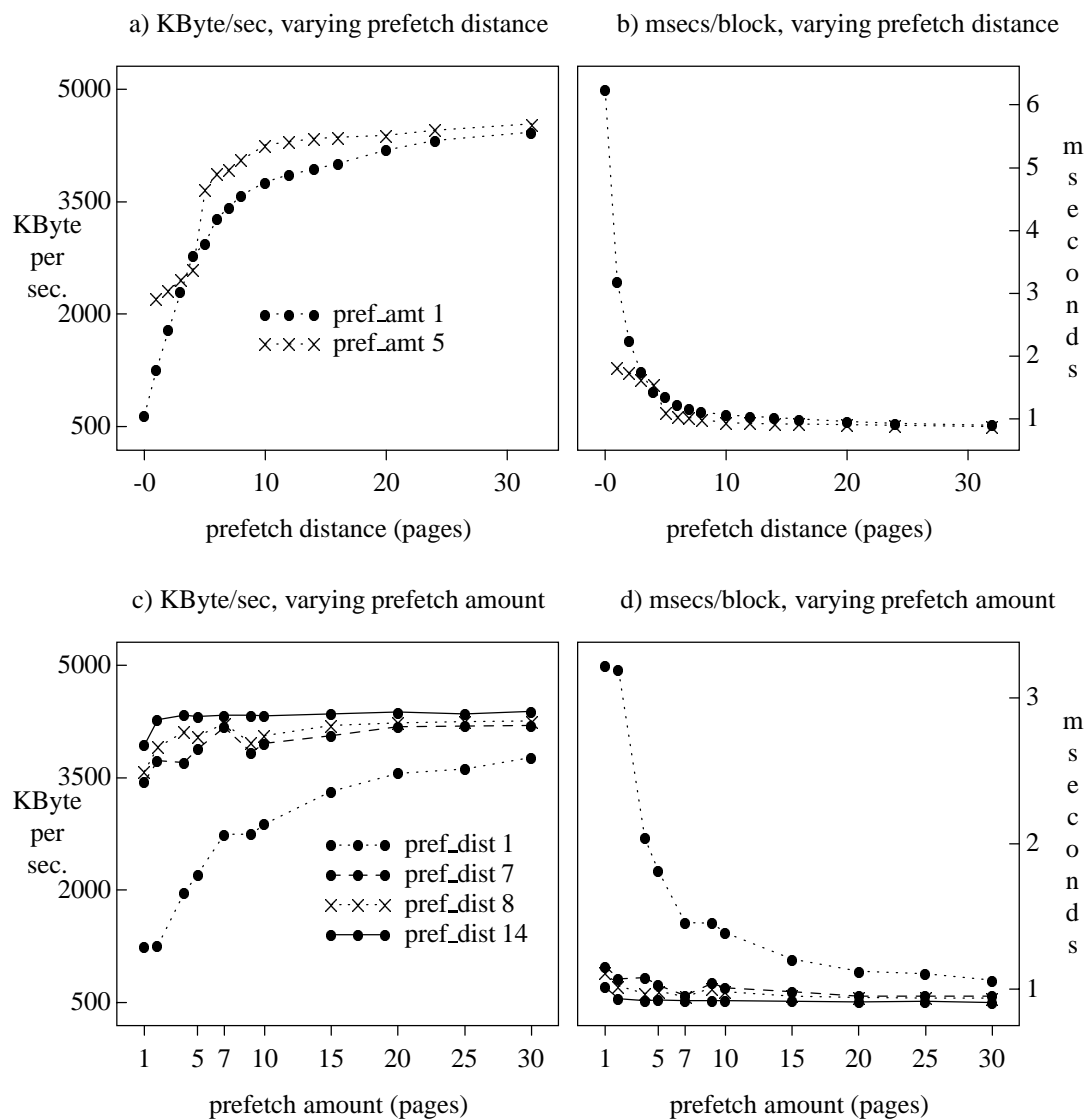 a) KByte/sec, varying prefetch distance
5000
3500
KByte
per
sec.
2000
500
pref_amt 1
pref_amt 5
-0
10
20
30
prefetch distance (pages)
b) msecs/block, varying prefetch distance
6
5
4
3
2
1
m
s
e
c
o
n
d
s
-0
10
20
30
prefetch distance (pages)
c) KByte/sec, varying prefetch amount
5000
3500
KByte
per
sec.
2000
500
pref_dist 1
pref_dist 7
pref_dist 8
pref_dist 14
1
5
7
10
15
20
25
30
prefetch amount (pages)
d) msecs/block, varying prefetch amount
3
2
1
m
s
e
c
o
n
d
s
1
5
7
10
15
20
25
30
prefetch amount (pages)